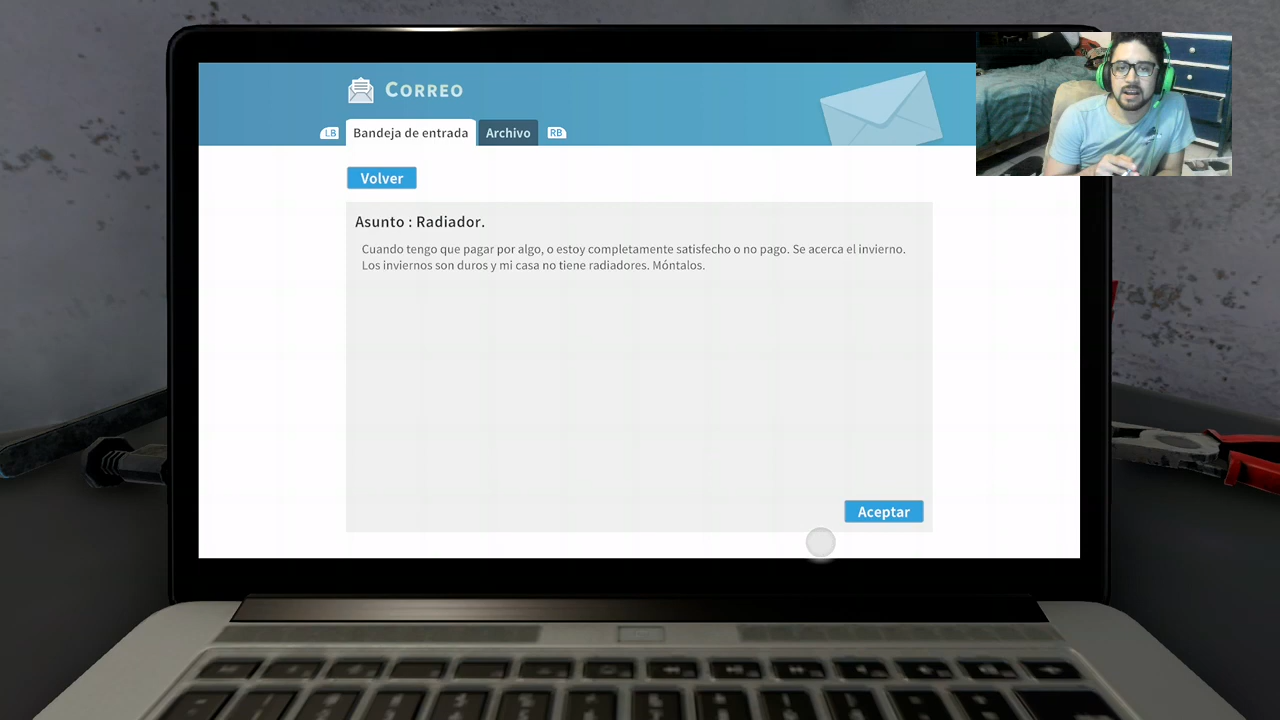 CORREO
LB Bandeja de entrada Archivo RB
Volver
Asunto : Radiador.
Cuando tengo que pagar por algo, o estoy completamente satisfecho o no pago. Se acerca el invierno.
Los inviernos son duros y mi casa no tiene radiadores. Móntalos.
Aceptar